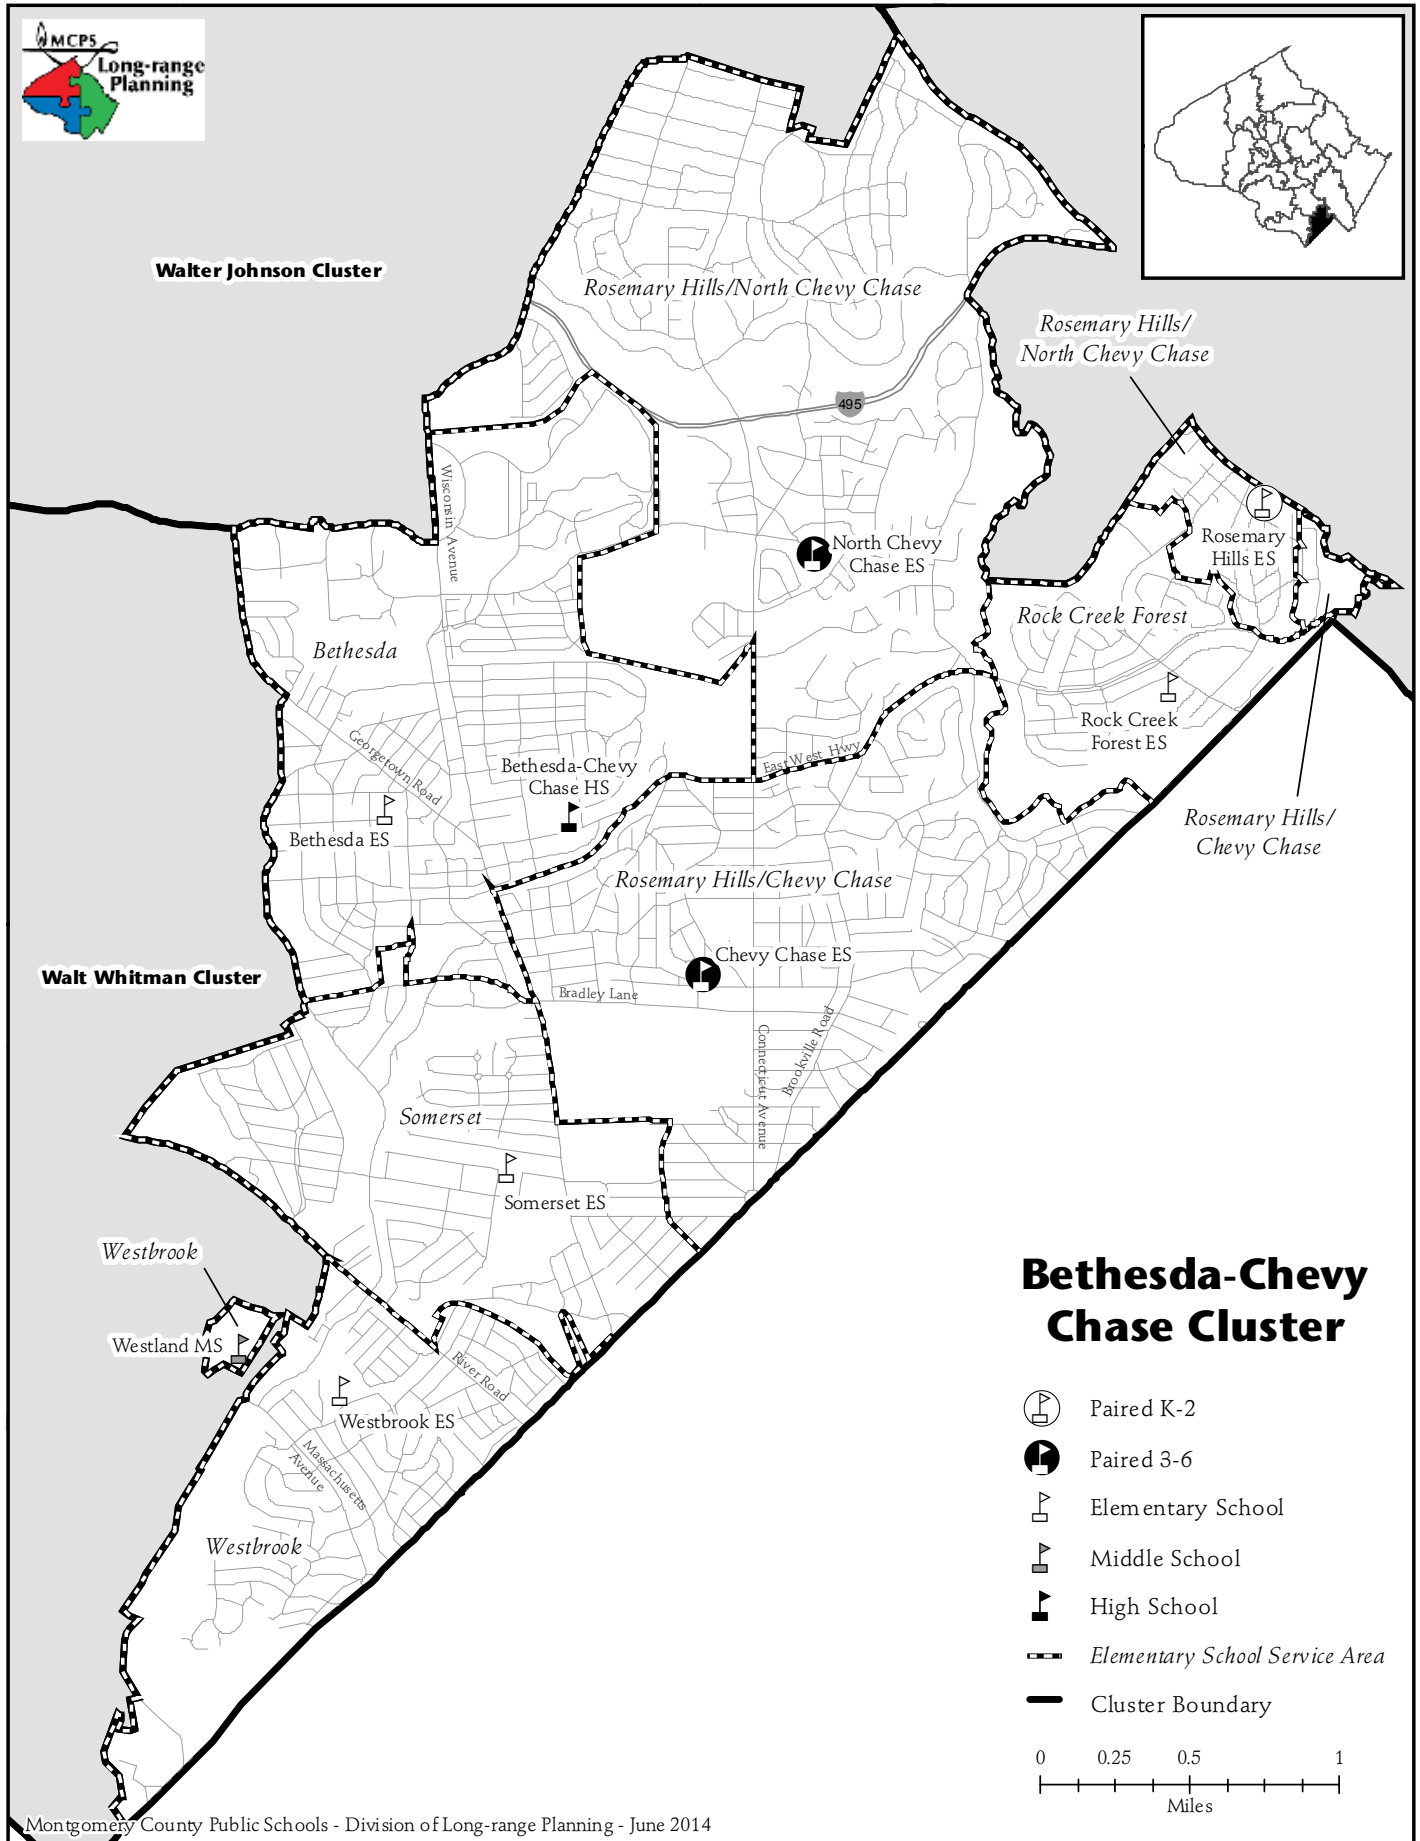 MCPS
Long-range
Planning
Walter Johnson Cluster
Rosemary Hills/North Chevy Chase
Rosemary Hills/
North Chevy Chase
495
Wisconsin Avenue
North Chevy
Chase ES
Rosemary
Hills ES
Rock Creek Forest
Bethesda
Rock Creek
Forest ES
Georgetown Road
Bethesda-Chevy
Chase HS
East West Hwy
Bethesda ES
Rosemary Hills/
Chevy Chase
Rosemary Hills/Chevy Chase
Chevy Chase ES
Walt Whitman Cluster
Bradley Lane
Connecticut Avenue
Brookville Road
Somerset
Somerset ES
Westbrook
Westland MS
River Road
Westbrook ES
Massachusetts
Avenue
Westbrook
Bethesda-Chevy
Chase Cluster
Paired K-2
Paired 3-6
Elementary School
Middle School
High School
Elementary School Service Area
Cluster Boundary
0 0.25 0.5 1
Miles
Montgomery County Public Schools - Division of Long-range Planning - June 2014